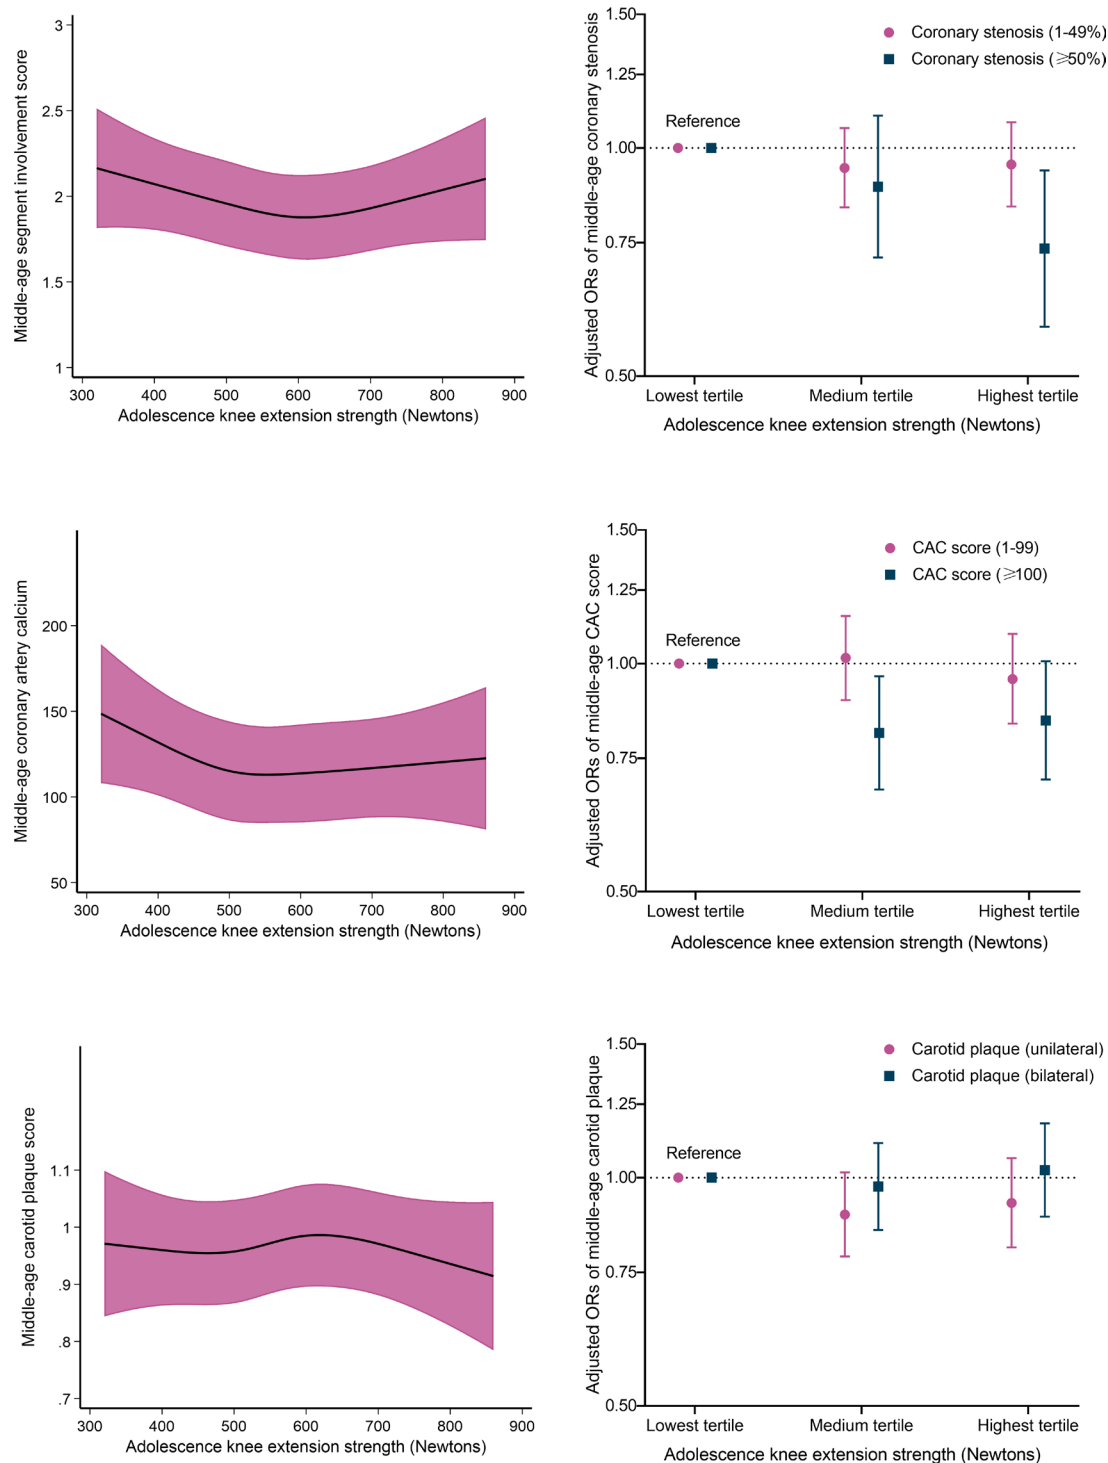 Middle-age segment involvement score
3
2.5
2
1.5
1
300 400 500 600 700 800 900
Adolescence knee extension strength (Newtons)
Adjusted ORs of middle-age coronary stenosis
1.50
1.25
1.00
0.75
0.50
Coronary stenosis (1-49%)
Coronary stenosis (⩾50%)
Reference
Lowest tertile Medium tertile Highest tertile
Adolescence knee extension strength (Newtons)
Middle-age coronary artery calcium
200
150
100
50
300 400 500 600 700 800 900
Adolescence knee extension strength (Newtons)
Adjusted ORs of middle-age CAC score
1.50
1.25
1.00
0.75
0.50
CAC score (1-99)
CAC score (⩾100)
Reference
Lowest tertile Medium tertile Highest tertile
Adolescence knee extension strength (Newtons)
Middle-age carotid plaque score
1.1
1
.9
.8
.7
300 400 500 600 700 800 900
Adolescence knee extension strength (Newtons)
Adjusted ORs of middle-age carotid plaque
1.50
1.25
1.00
0.75
0.50
Carotid plaque (unilateral)
Carotid plaque (bilateral)
Reference
Lowest tertile Medium tertile Highest tertile
Adolescence knee extension strength (Newtons)